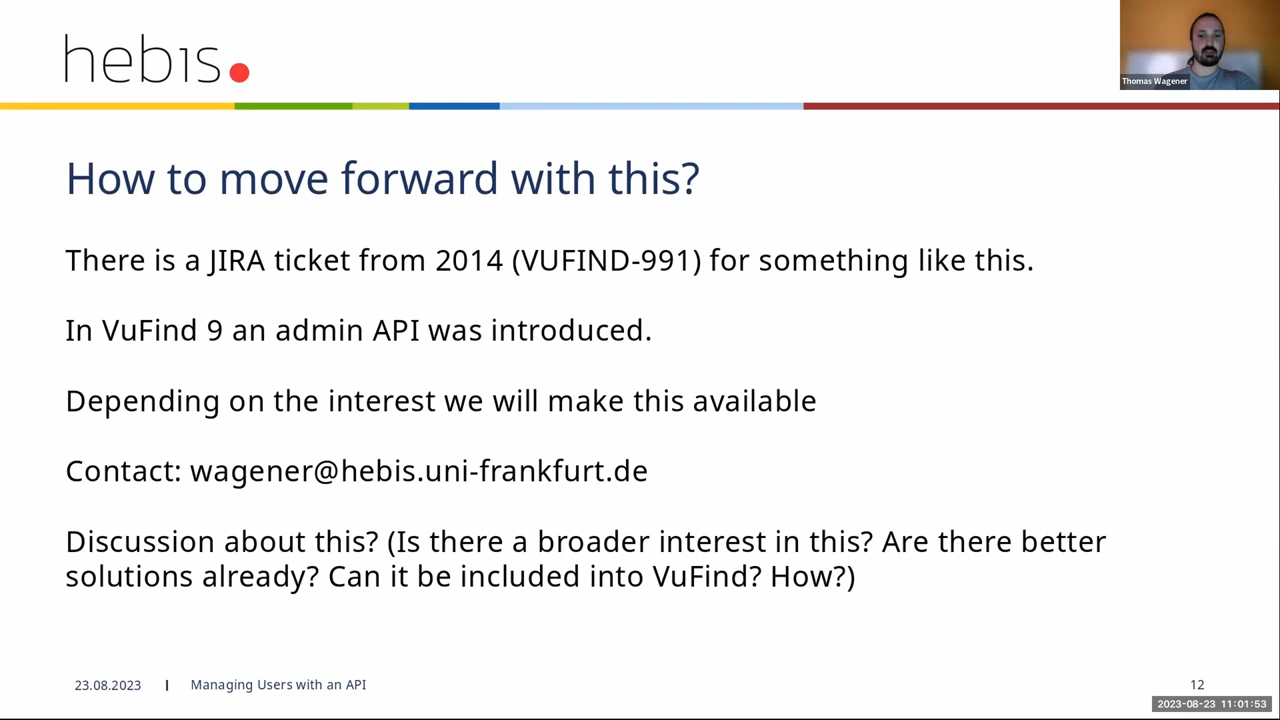 hebis.
Thomas Wagener
How to move forward with this?
There is a JIRA ticket from 2014 (VUFIND-991) for something like this.
In VuFind 9 an admin API was introduced.
Depending on the interest we will make this available
Contact: wagener@hebis.uni-frankfurt.de
Discussion about this? (Is there a broader interest in this? Are there better
solutions already? Can it be included into VuFind? How?)
23.08.2023 | Managing Users with an API 12
2023-08-23 11:01:53